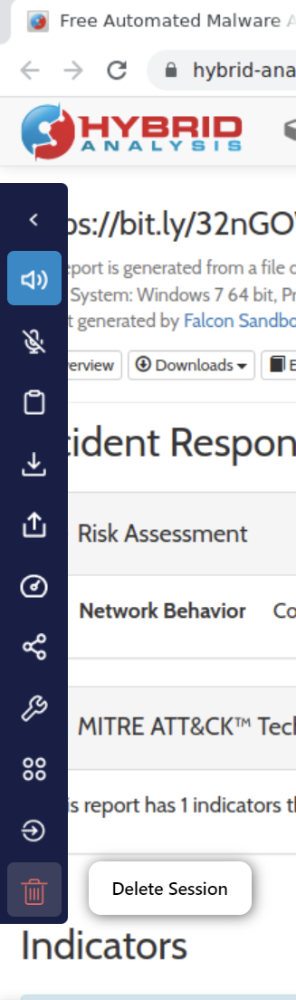 Free Automated Malware A
hybrid-ana
HYBRID
ANALYSIS
ps://bit.ly/32nGO
eport is generated from a file o
System: Windows 7 64 bit, Pr
t generated by Falcon Sandbo
erview Downloads E
cident Respon
Risk Assessment
Network Behavior Co
MITRE ATT&CK™ Tech
is report has 1 indicators th
Delete Session
Indicators